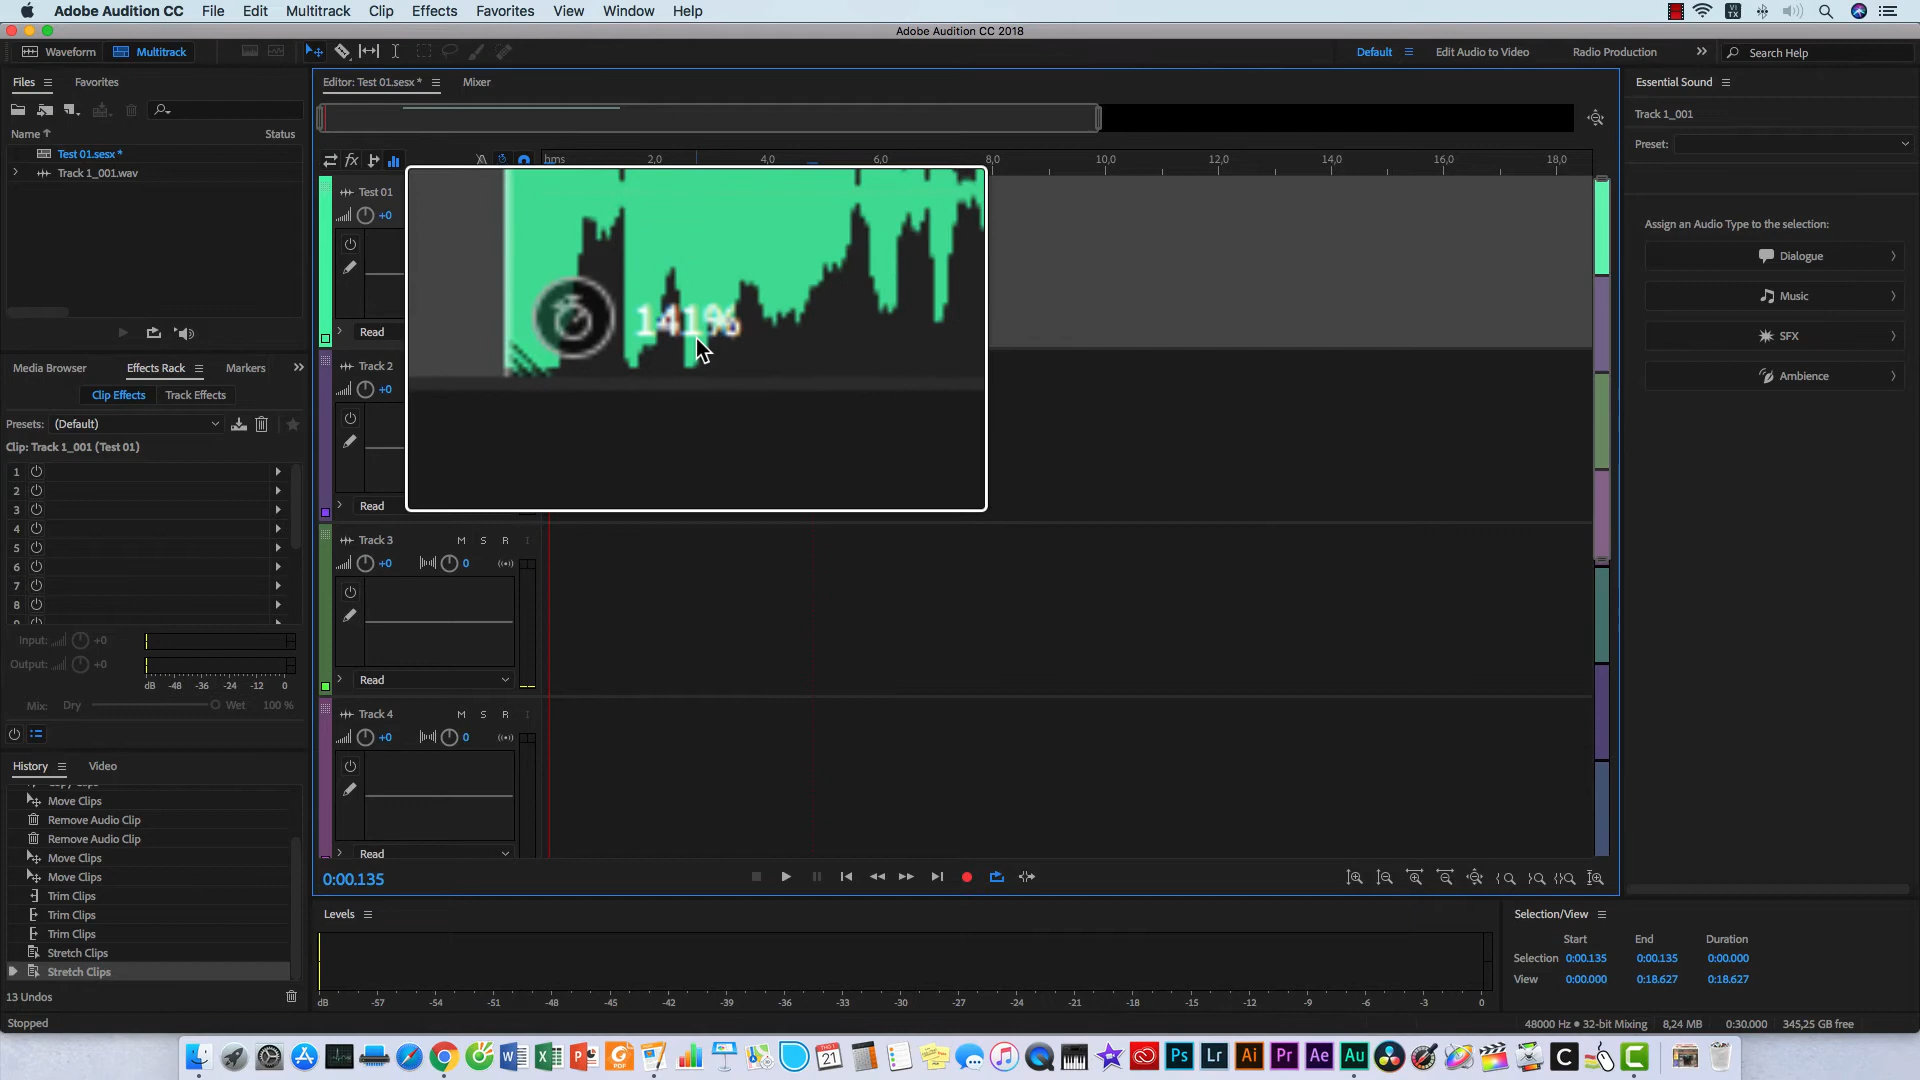 Adobe Audition CC File Edit Multitrack Clip Effects Favorites View Window Help
Adobe Audition CC 2018
Waveform Multitrack Default Edit Audio to Video Radio Production Search Help
Files Favorites
Name Status
Test 01.sesx *
Track 1_001.wav
Media Browser Effects Rack Markers
Clip Effects Track Effects
Presets: (Default)
Clip: Track 1_001 (Test 01)
1
2
3
4
5
6
7
8
Input: +0
Output: +0
dB -48 -36 -24 -12 0
Mix: Dry Wet 100 %
History Video
Move Clips
Remove Audio Clip
Remove Audio Clip
Move Clips
Move Clips
Trim Clips
Trim Clips
Trim Clips
Stretch Clips
Stretch Clips
13 Undos
Stopped
Editor: Test 01.sesx * Mixer
fx
hms 2,0 4,0 6,0 8,0 10,0 12,0 14,0 16,0 18,0
Test 01
+0
Read
141%
Track 2
+0
Read
Track 3 M S R I
+0 0
Read
Track 4 M S R I
+0 0
Read
0:00.135
Levels
dB -57 -54 -51 -48 -45 -42 -39 -36 -33 -30 -27 -24 -21 -18 -15 -12 -9 -6 -3 0
Essential Sound
Track 1_001
Preset:
Assign an Audio Type to the selection:
Dialogue
Music
SFX
Ambience
Selection/View
Start End Duration
Selection 0:00.135 0:00.135 0:00.000
View 0:00.000 0:18.627 0:18.627
48000 Hz • 32-bit Mixing 8,24 MB 0:30.000 345,25 GB free
21 Ps Lr Ai Pr Ae Au C C